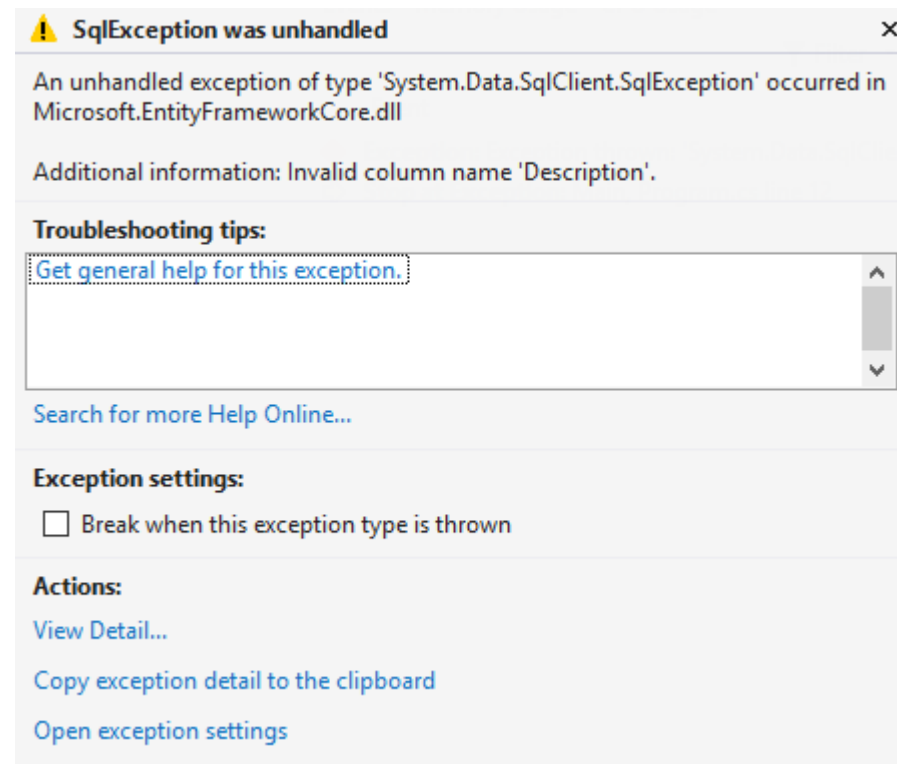 SqlException was unhandled
An unhandled exception of type 'System.Data.SqlClient.SqlException' occurred in
Microsoft.EntityFrameworkCore.dll
Additional information: Invalid column name 'Description'.
Troubleshooting tips:
Get general help for this exception.
Search for more Help Online...
Exception settings:
Break when this exception type is thrown
Actions:
View Detail...
Copy exception detail to the clipboard
Open exception settings